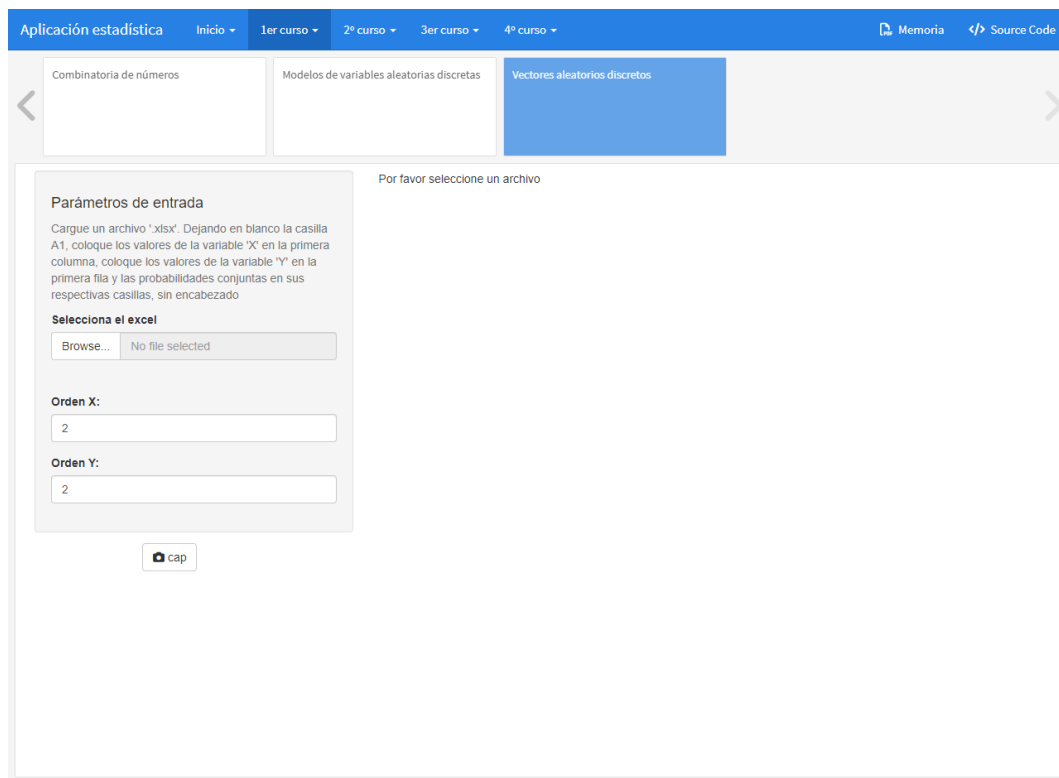 Aplicación estadística Inicio 1er curso 2º curso 3er curso 4º curso Memoria </> Source Code
Combinatoria de números Modelos de variables aleatorias discretas Vectores aleatorios discretos
Por favor seleccione un archivo
Parámetros de entrada
Cargue un archivo '.xlsx'. Dejando en blanco la casilla
A1, coloque los valores de la variable 'X' en la primera
columna, coloque los valores de la variable 'Y' en la
primera fila y las probabilidades conjuntas en sus
respectivas casillas, sin encabezado
Selecciona el excel
Browse... No file selected
Orden X:
2
Orden Y:
2
cap